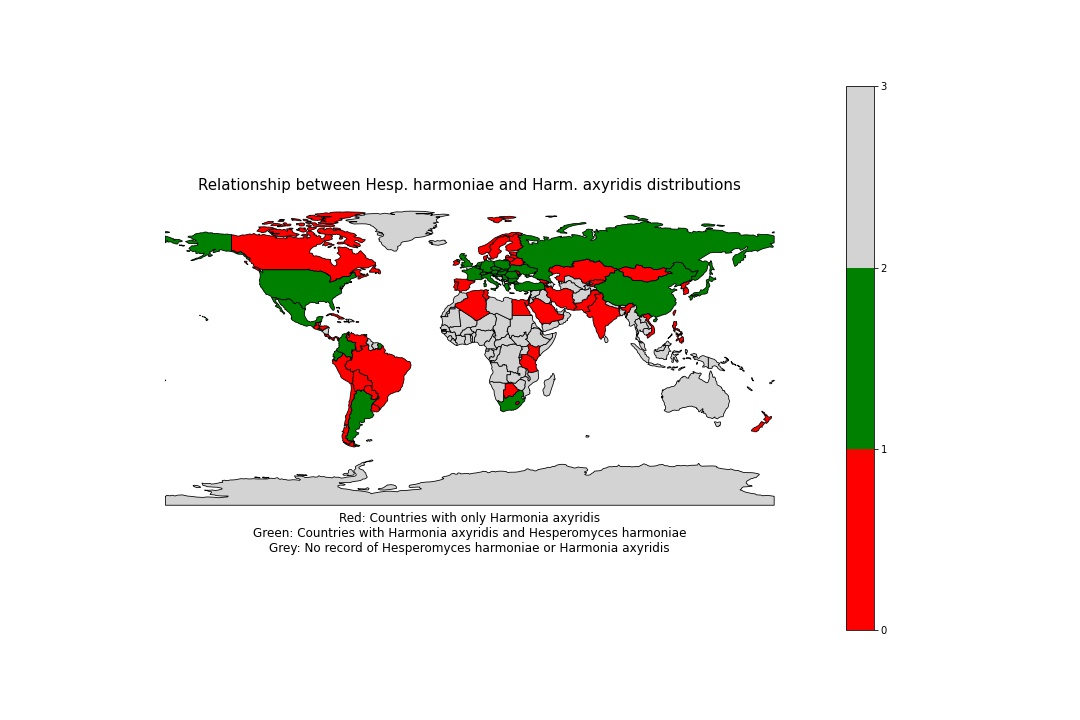 Relationship between Hesp. harmoniae and Harm. axyridis distributions
3
2
1
0
Red: Countries with only Harmonia axyridis
Green: Countries with Harmonia axyridis and Hesperomyces harmoniae
Grey: No record of Hesperomyces harmoniae or Harmonia axyridis